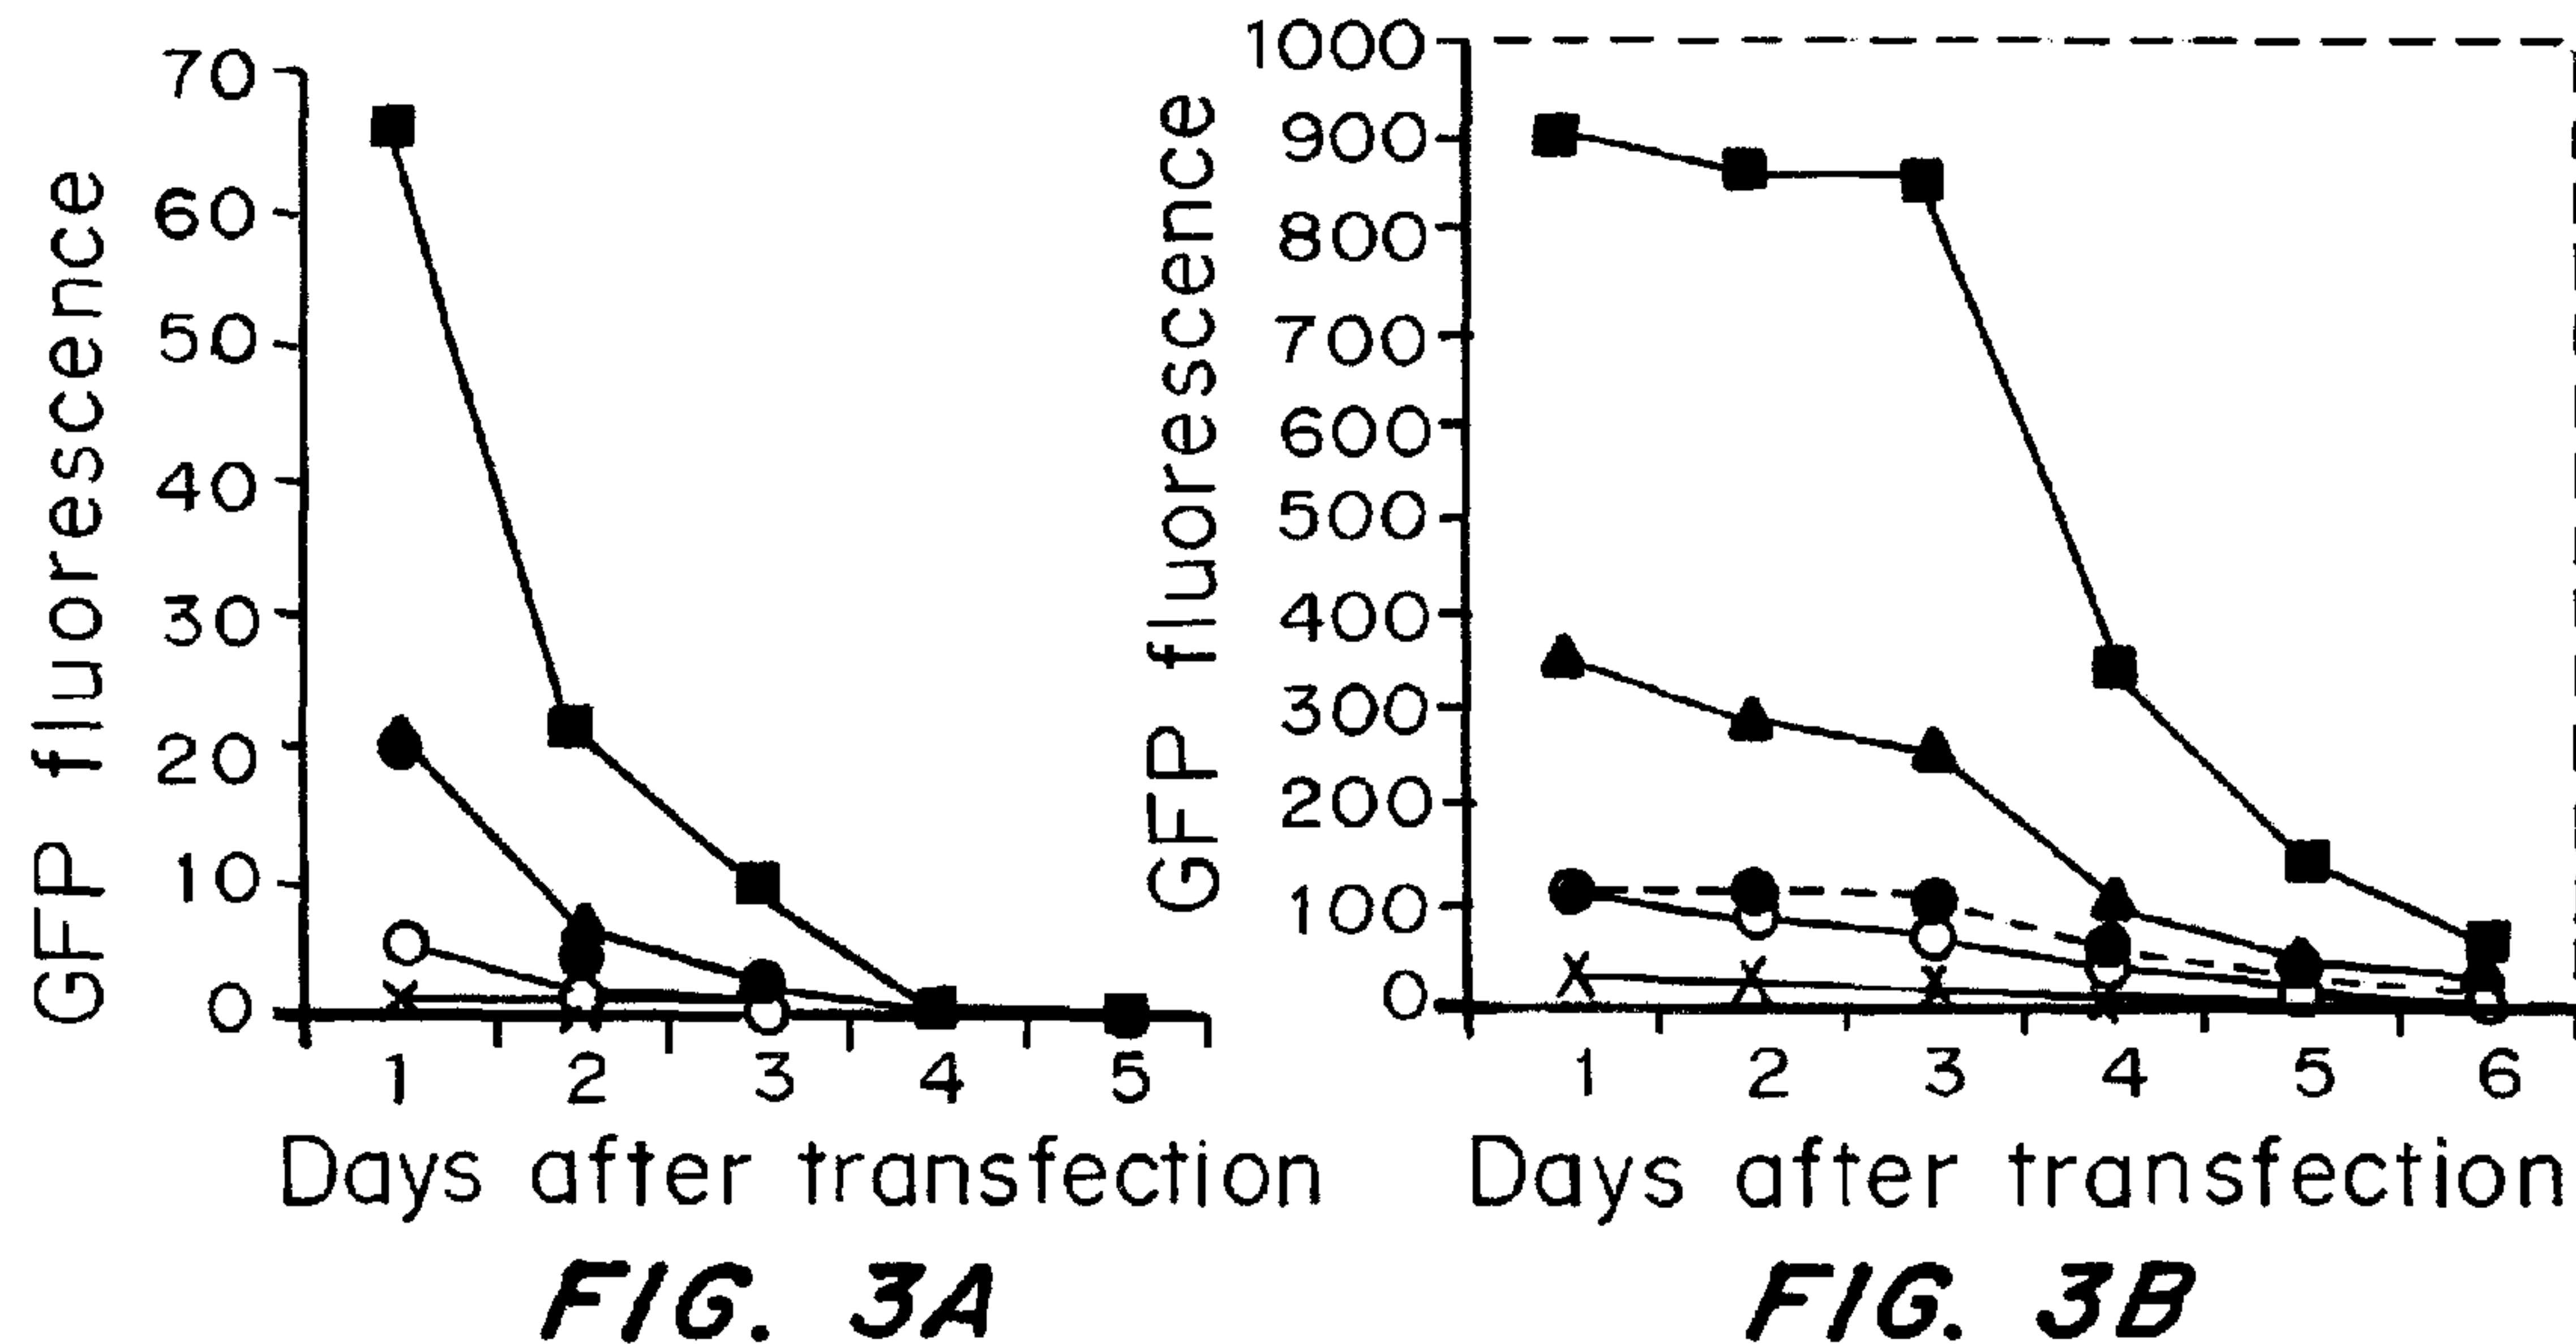 GFP fluorescence
70
60
50
40
30
20
10
0
1 2 3 4 5
Days after transfection
FIG. 3A
GFP fluorescence
1000
900
800
700
600
500
400
300
200
100
0
1 2 3 4 5 6
Days after transfection
FIG. 3B